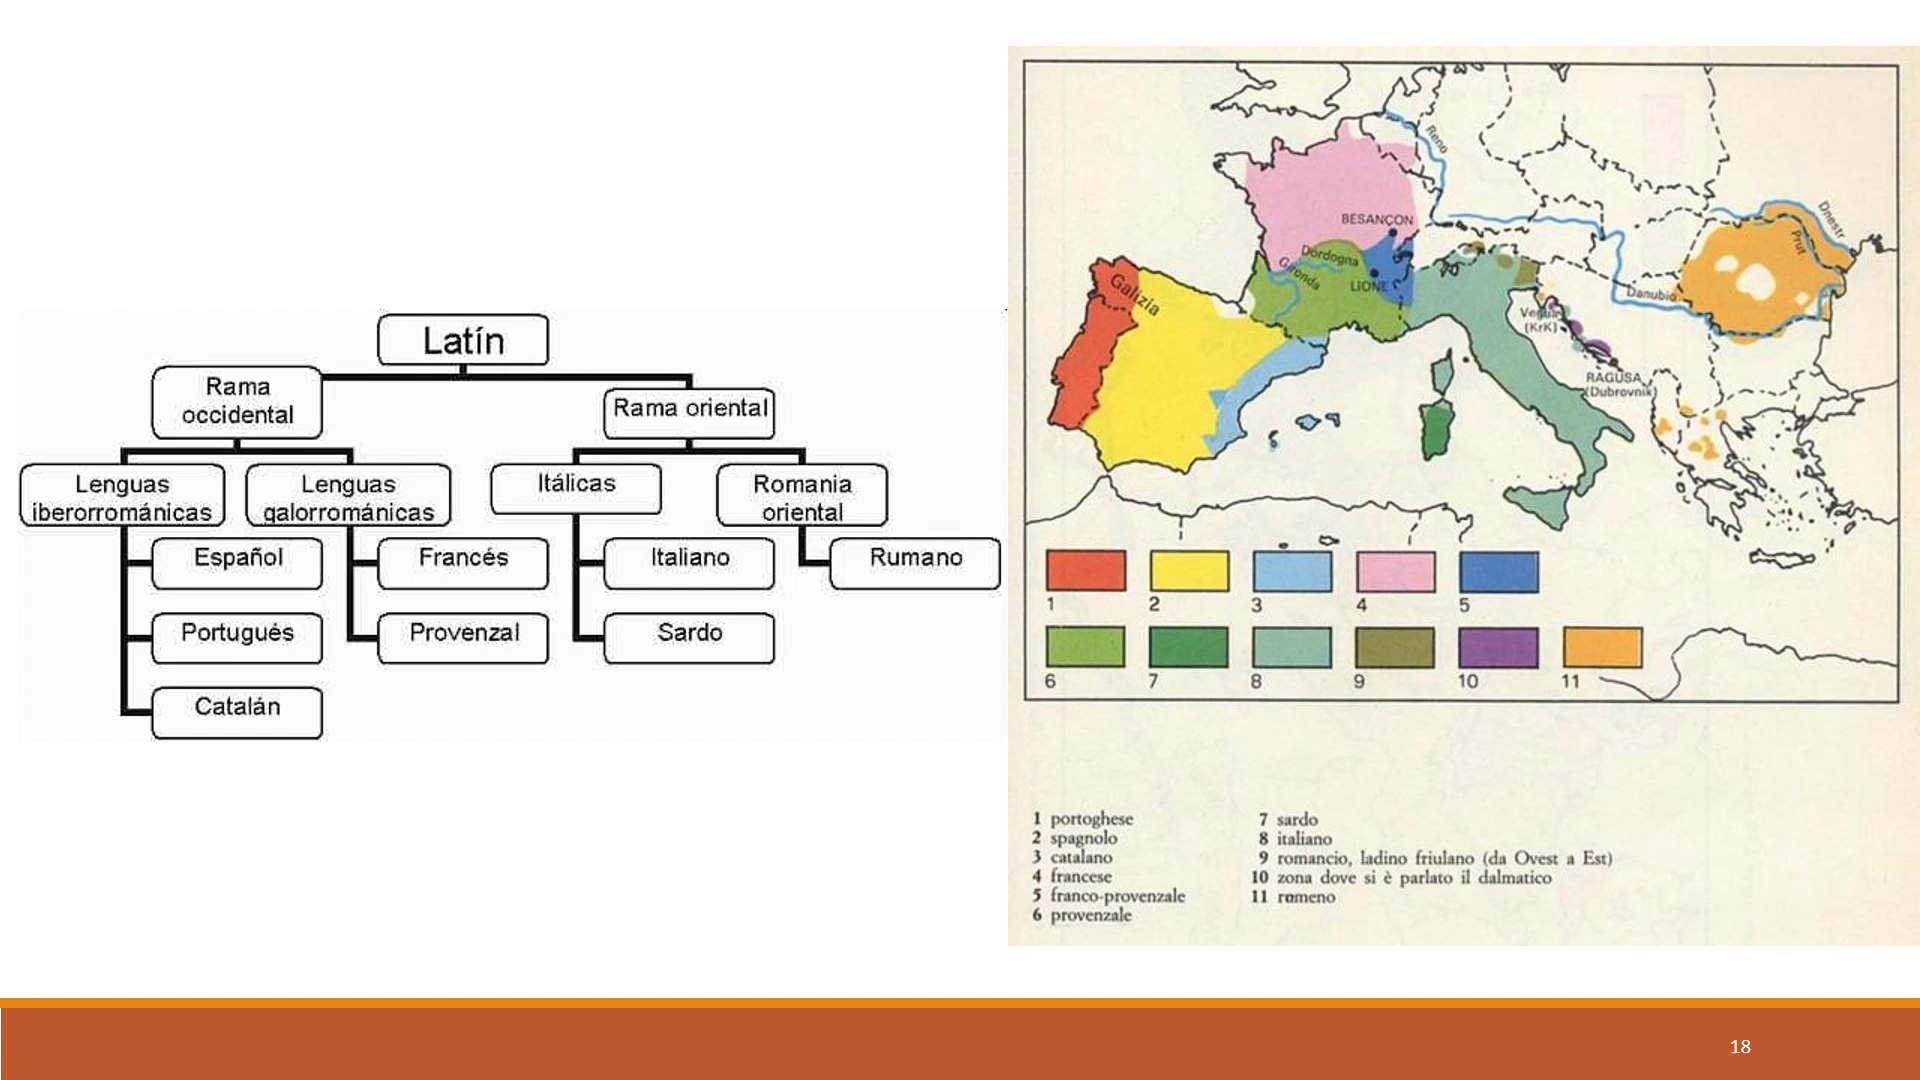 Latín
Rama
occidental
Rama oriental
Lenguas
iberorrománicas
Lenguas
galorrománicas
Itálicas
Romania
oriental
Español
Francés
Italiano
Rumano
Portugués
Provenzal
Sardo
Catalán
Reno
BESANÇON
Dordogna
Gironda
LIONE
Galizia
Danubio
Dnestr
Prut
Veglia
(KrK)
RAGUSA
(Dubrovnik)
1 2 3 4 5
6 7 8 9 10 11
1 portoghese
2 spagnolo
3 catalano
4 francese
5 franco-provenzale
6 provenzale
7 sardo
8 italiano
9 romancio, ladino friulano (da Ovest a Est)
10 zona dove si è parlato il dalmatico
11 romeno
18